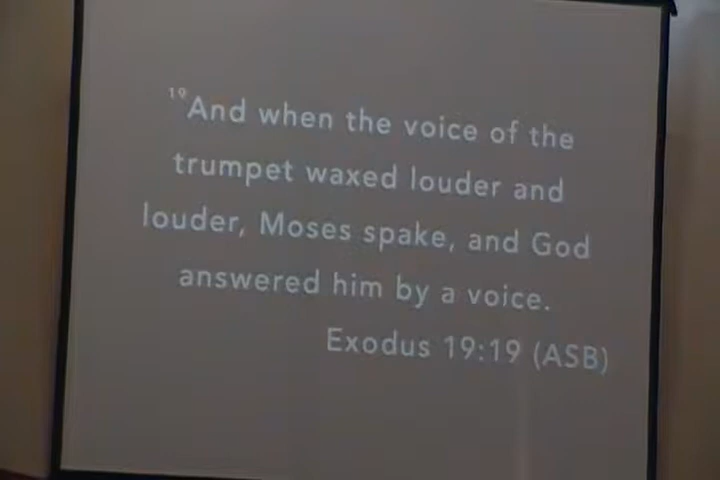 19And when the voice of the
trumpet waxed louder and
louder, Moses spake, and God
answered him by a voice.
Exodus 19:19 (ASB)